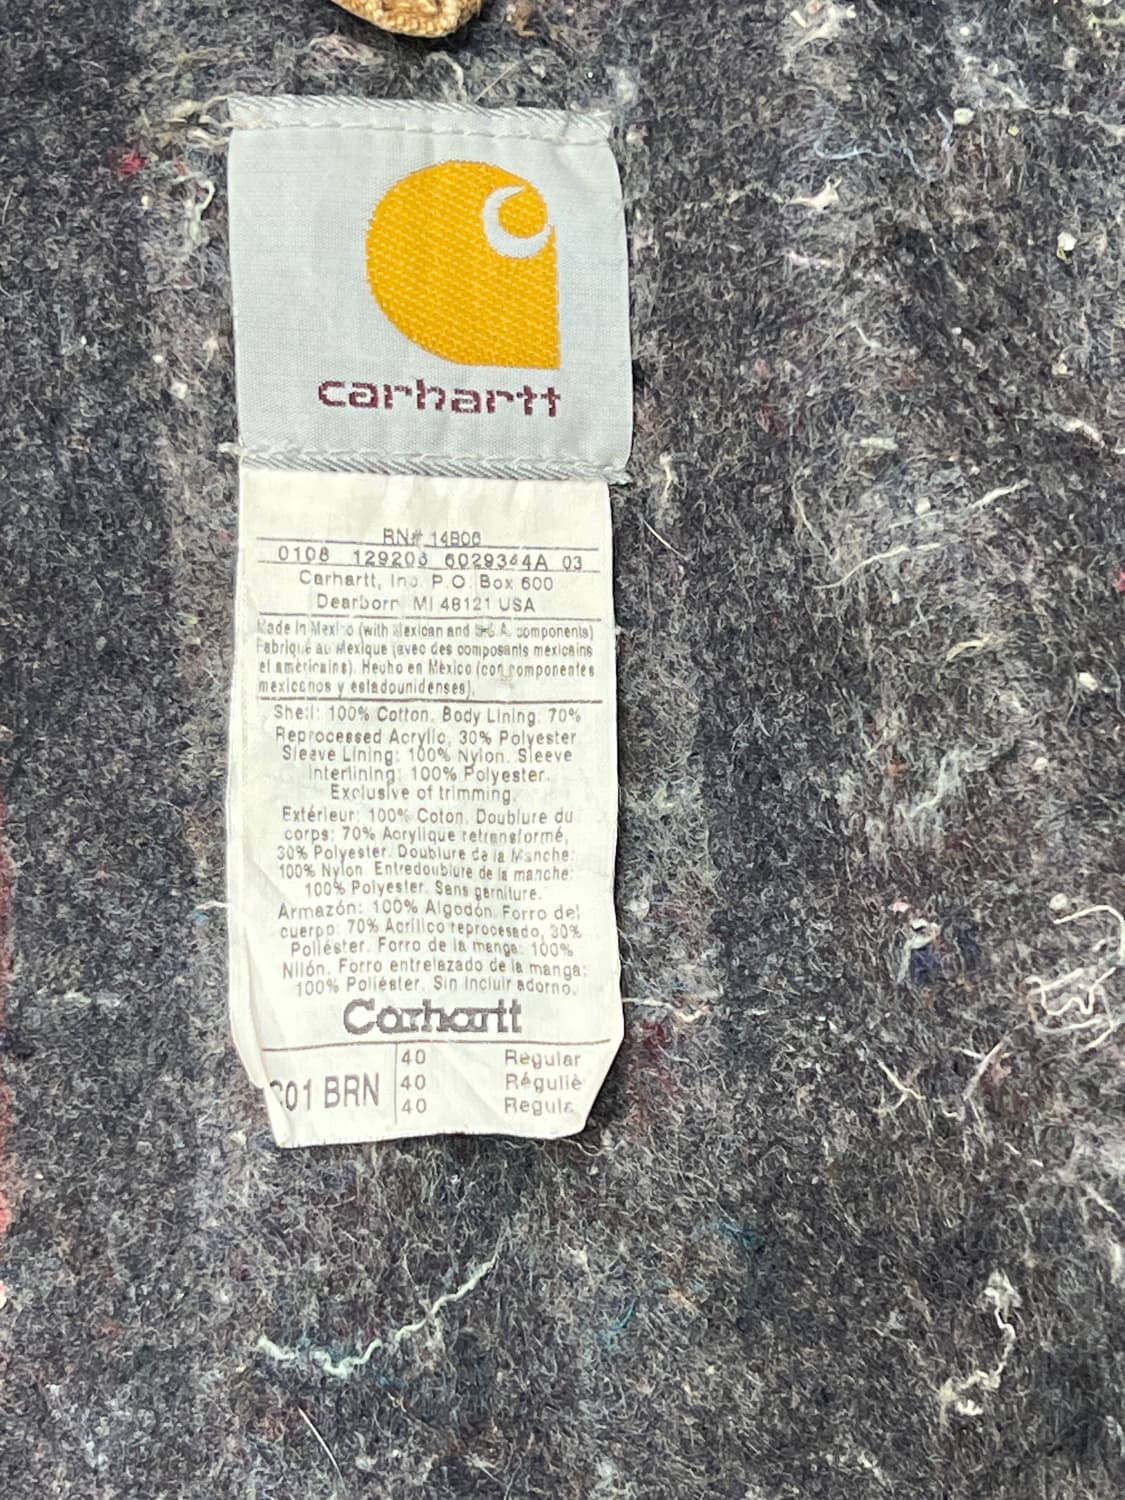 carhartt
RN# 14806
0108 129203 6029344A 03
Carhartt, Inc. P.O. Box 600
Dearborn MI 48121 USA
Made in Mexico (with Mexican and U.S.A. components)
Fabriqué au Mexique (avec des composants mexicains
et américains). Hecho en México (con componentes
mexicanos y estadounidenses).
Shell: 100% Cotton. Body Lining: 70%
Reprocessed Acrylic, 30% Polyester
Sleeve Lining: 100% Nylon. Sleeve
Interlining: 100% Polyester.
Exclusive of trimming.
Extérieur: 100% Coton. Doublure du
corps: 70% Acrylique retransformé,
30% Polyester. Doublure de la Manche:
100% Nylon. Entredoublure de la manche:
100% Polyester. Sans garniture.
Armazón: 100% Algodón. Forro del
cuerpo: 70% Acrílico reprocesado, 30%
Poliéster. Forro de la manga: 100%
Nilón. Forro entrelazado de la manga:
100% Poliéster. Sin incluir adorno.
Carhartt
40 Regular
C01 BRN 40 Réguliè
40 Regula